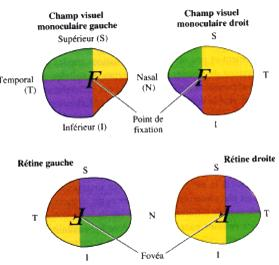 Champ visuel
monoculaire gauche
Supérieur (S)
Temporal
(T)
F
Nasal
(N)
Inférieur (I)
Champ visuel
monoculaire droit
S
F
T
I
Point de
fixation
Rétine gauche
S
T
F
N
I
Rétine droite
S
F
T
I
Fovéa